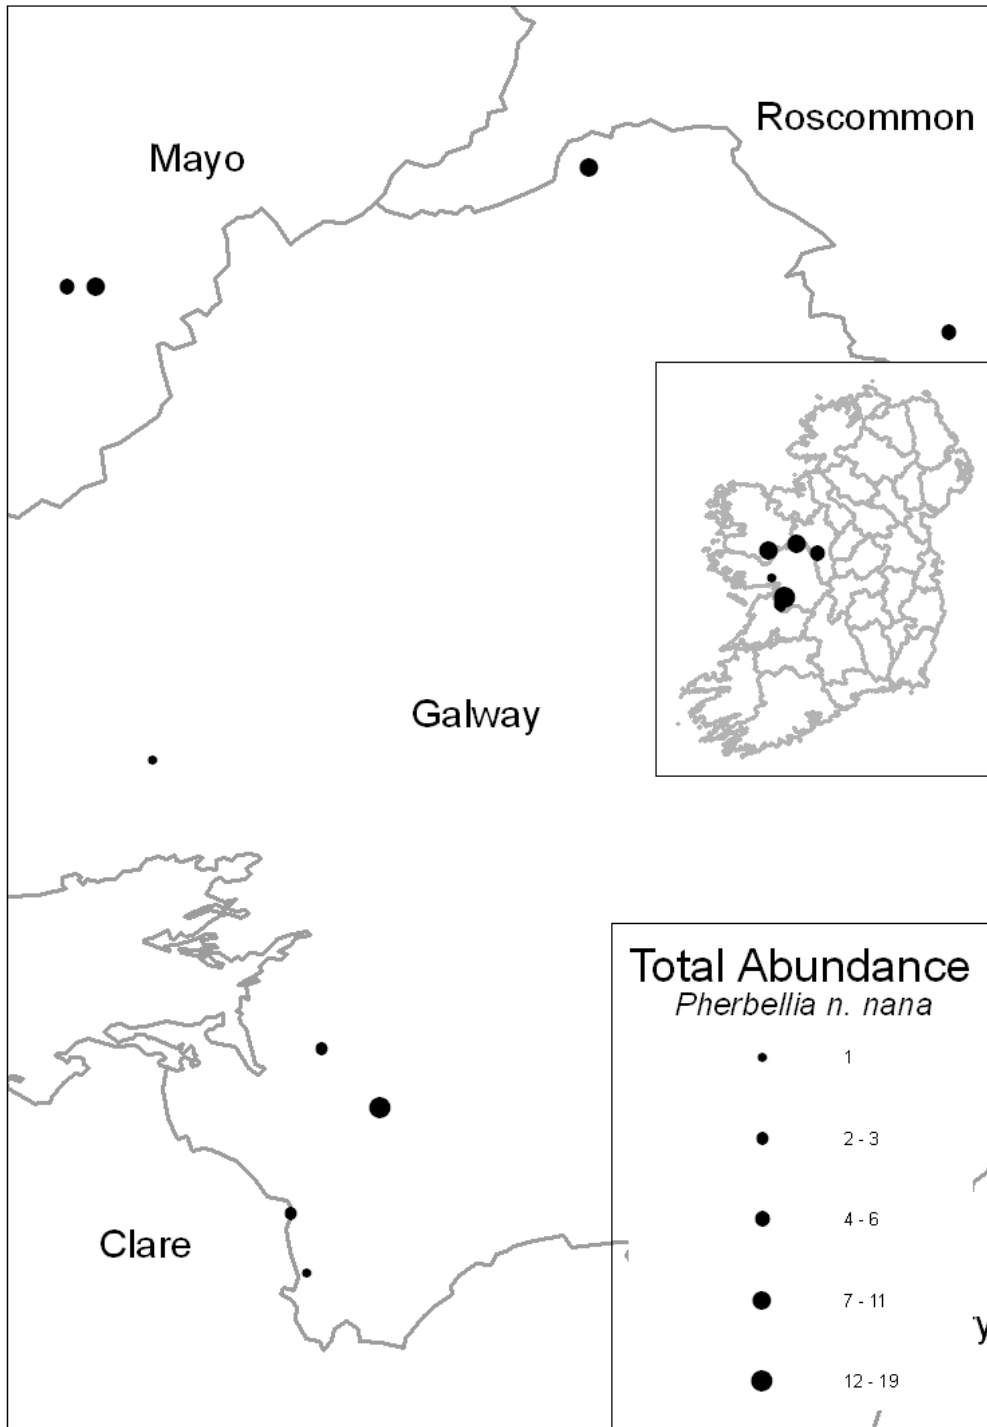 Roscommon
Mayo
Galway
Total Abundance
Pherbellia n. nana
1
2 - 3
4 - 6
7 - 11
12 - 19
Clare
y